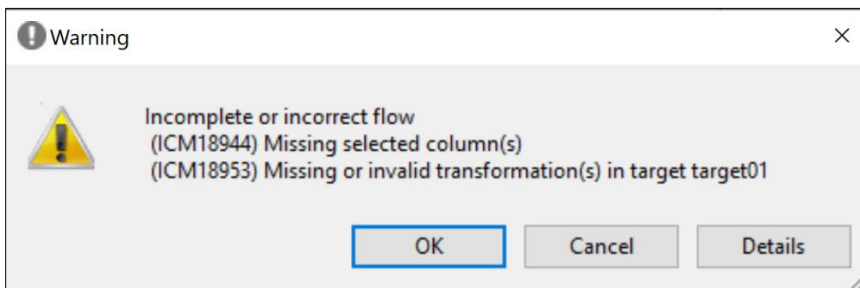 Warning
Incomplete or incorrect flow
(ICM18944) Missing selected column(s)
(ICM18953) Missing or invalid transformation(s) in target target01
OK Cancel Details